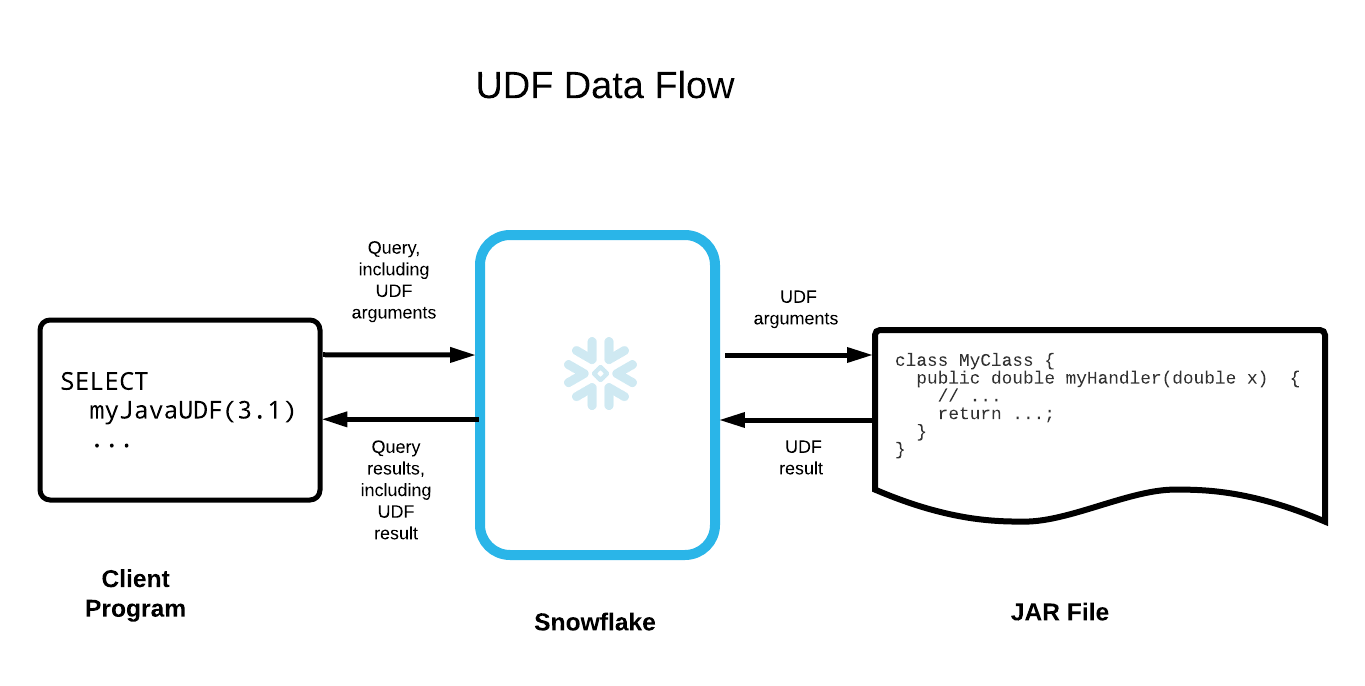 UDF Data Flow
Query,
including
UDF
arguments
UDF
arguments
SELECT
  myJavaUDF(3.1)
  ...
class MyClass {
  public double myHandler(double x)  {
    // ...
    return ...;
  }
}
Query
results,
including
UDF
result
UDF
result
Client
Program
Snowflake
JAR File